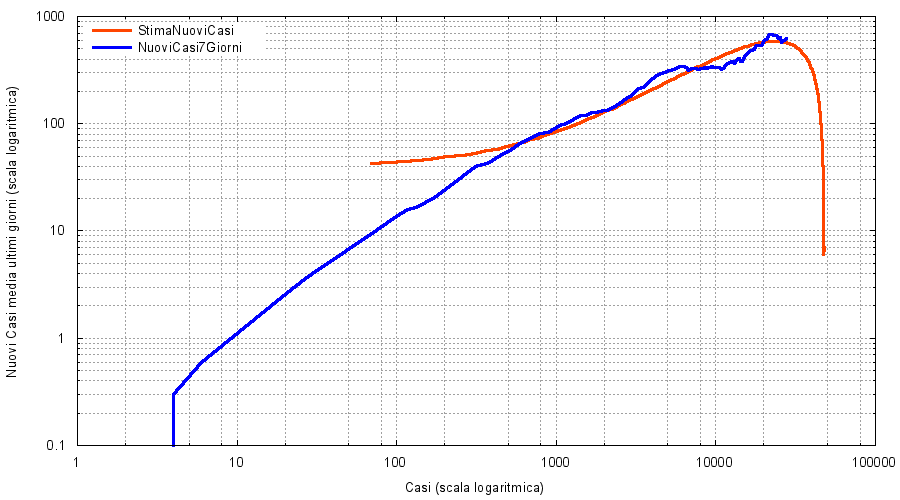 1000
StimaNuoviCasi
NuoviCasi7Giorni
100
10
1
0.1
Nuovi Casi media ultimi giorni (scala logaritmica)
1 10 100 1000 10000 100000
Casi (scala logaritmica)